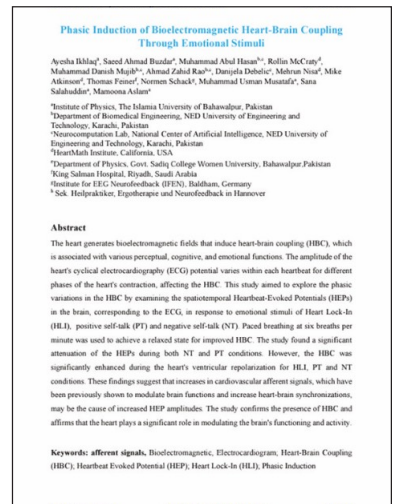 Phasic Induction of Bioelectromagnetic Heart-Brain Coupling
Through Emotional Stimuli
Ayesha Ikhlaq^a, Saeed Ahmad Buzdar^a, Muhammad Abul Hasan^b,c, Rollin McCraty^d,
Muhammad Danish Mujib^b,c, Ahmad Zahid Rao^b,c, Danijela Debelic^e, Mehrun Nisa^e, Mike
Atkinson^d, Thomas Feiner^f, Normen Schack^g, Muhammad Usman Musatafa^a, Sana
Salahuddin^a, Mamoona Aslam^a
^aInstitute of Physics, The Islamia University of Bahawalpur, Pakistan
^bDepartment of Biomedical Engineering, NED University of Engineering and
Technology, Karachi, Pakistan
^cNeurocomputation Lab, National Center of Artificial Intelligence, NED University of
Engineering and Technology, Karachi, Pakistan
^dHeartMath Institute, California, USA
^eDepartment of Physics, Govt. Sadiq College Women University, Bahawalpur,Pakistan
^fKing Salman Hospital, Riyadh, Saudi Arabia
^gInstitute for EEG Neurofeedback (IFEN), Baldham, Germany
^h Sek. Heilpraktiker, Ergotherapie und Neurofeedback in Hannover
Abstract
The heart generates bioelectromagnetic fields that induce heart-brain coupling (HBC), which
is associated with various perceptual, cognitive, and emotional functions. The amplitude of the
heart's cyclical electrocardiography (ECG) potential varies within each heartbeat for different
phases of the heart's contraction, affecting the HBC. This study aimed to explore the phasic
variations in the HBC by examining the spatiotemporal Heartbeat-Evoked Potentials (HEPs)
in the brain, corresponding to the ECG, in response to emotional stimuli of Heart Lock-In
(HLI), positive self-talk (PT) and negative self-talk (NT). Paced breathing at six breaths per
minute was used to achieve a relaxed state for improved HBC. The study found a significant
attenuation of the HEPs during both NT and PT conditions. However, the HBC was
significantly enhanced during the heart's ventricular repolarization for HLI, PT and NT
conditions. These findings suggest that increases in cardiovascular afferent signals, which have
been previously shown to modulate brain functions and increase heart-brain synchronizations,
may be the cause of increased HEP amplitudes. The study confirms the presence of HBC and
affirms that the heart plays a significant role in modulating the brain's functioning and activity.
Keywords: afferent signals, Bioelectromagnetic, Electrocardiogram, Heart-Brain Coupling
(HBC); Heartbeat Evoked Potential (HEP); Heart Lock-In (HLI); Phasic Induction